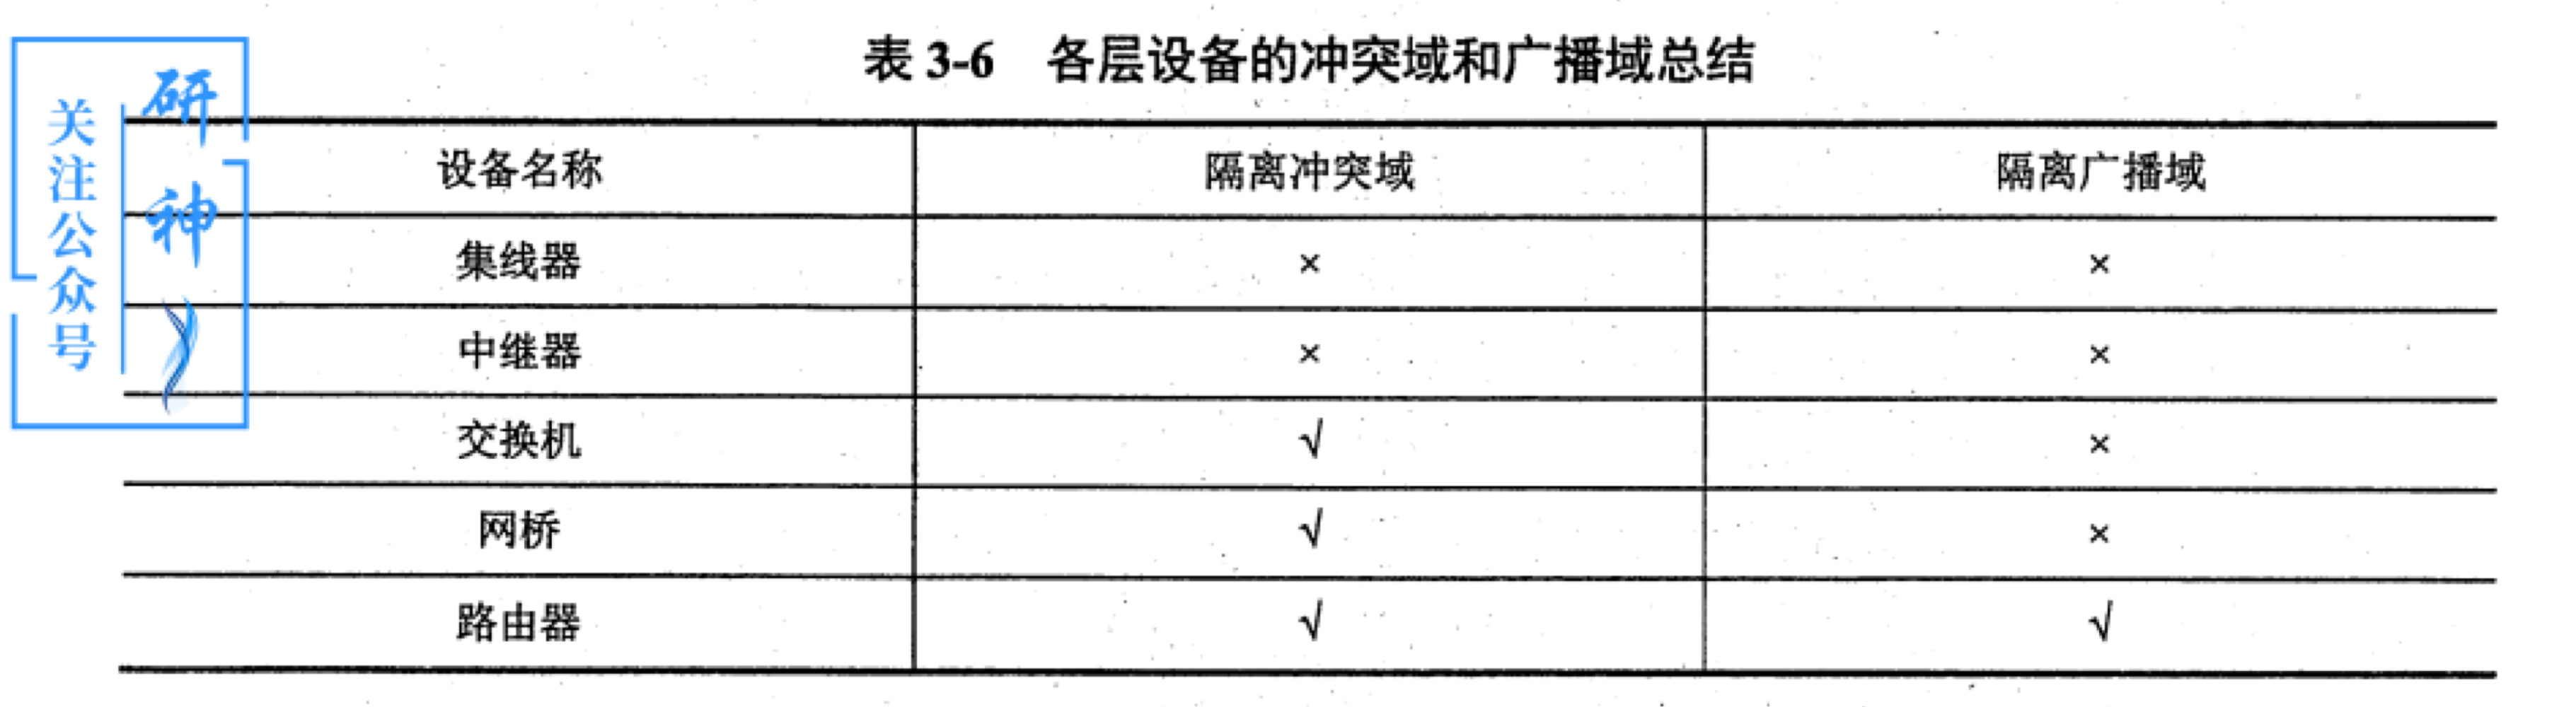 表 3-6 各层设备的冲突域和广播域总结
关注公众号
研神
设备名称 隔离冲突域 隔离广播域
集线器 × ×
中继器 × ×
交换机 √ ×
网桥 √ ×
路由器 √ √